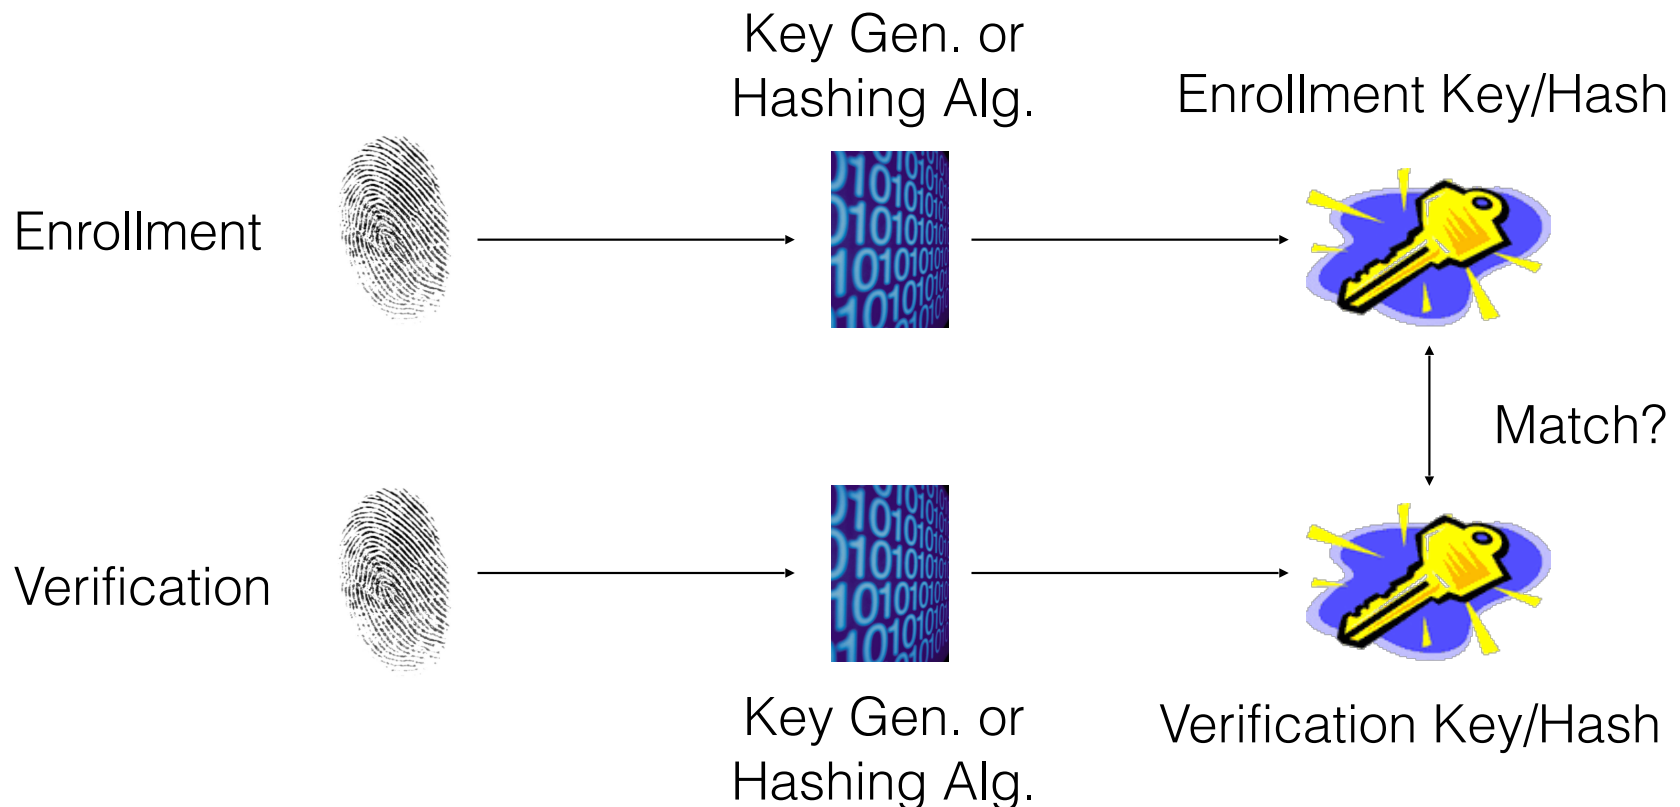 Key Gen. or
Hashing Alg.
Enrollment Key/Hash
Enrollment
Match?
Verification
Key Gen. or
Hashing Alg.
Verification Key/Hash